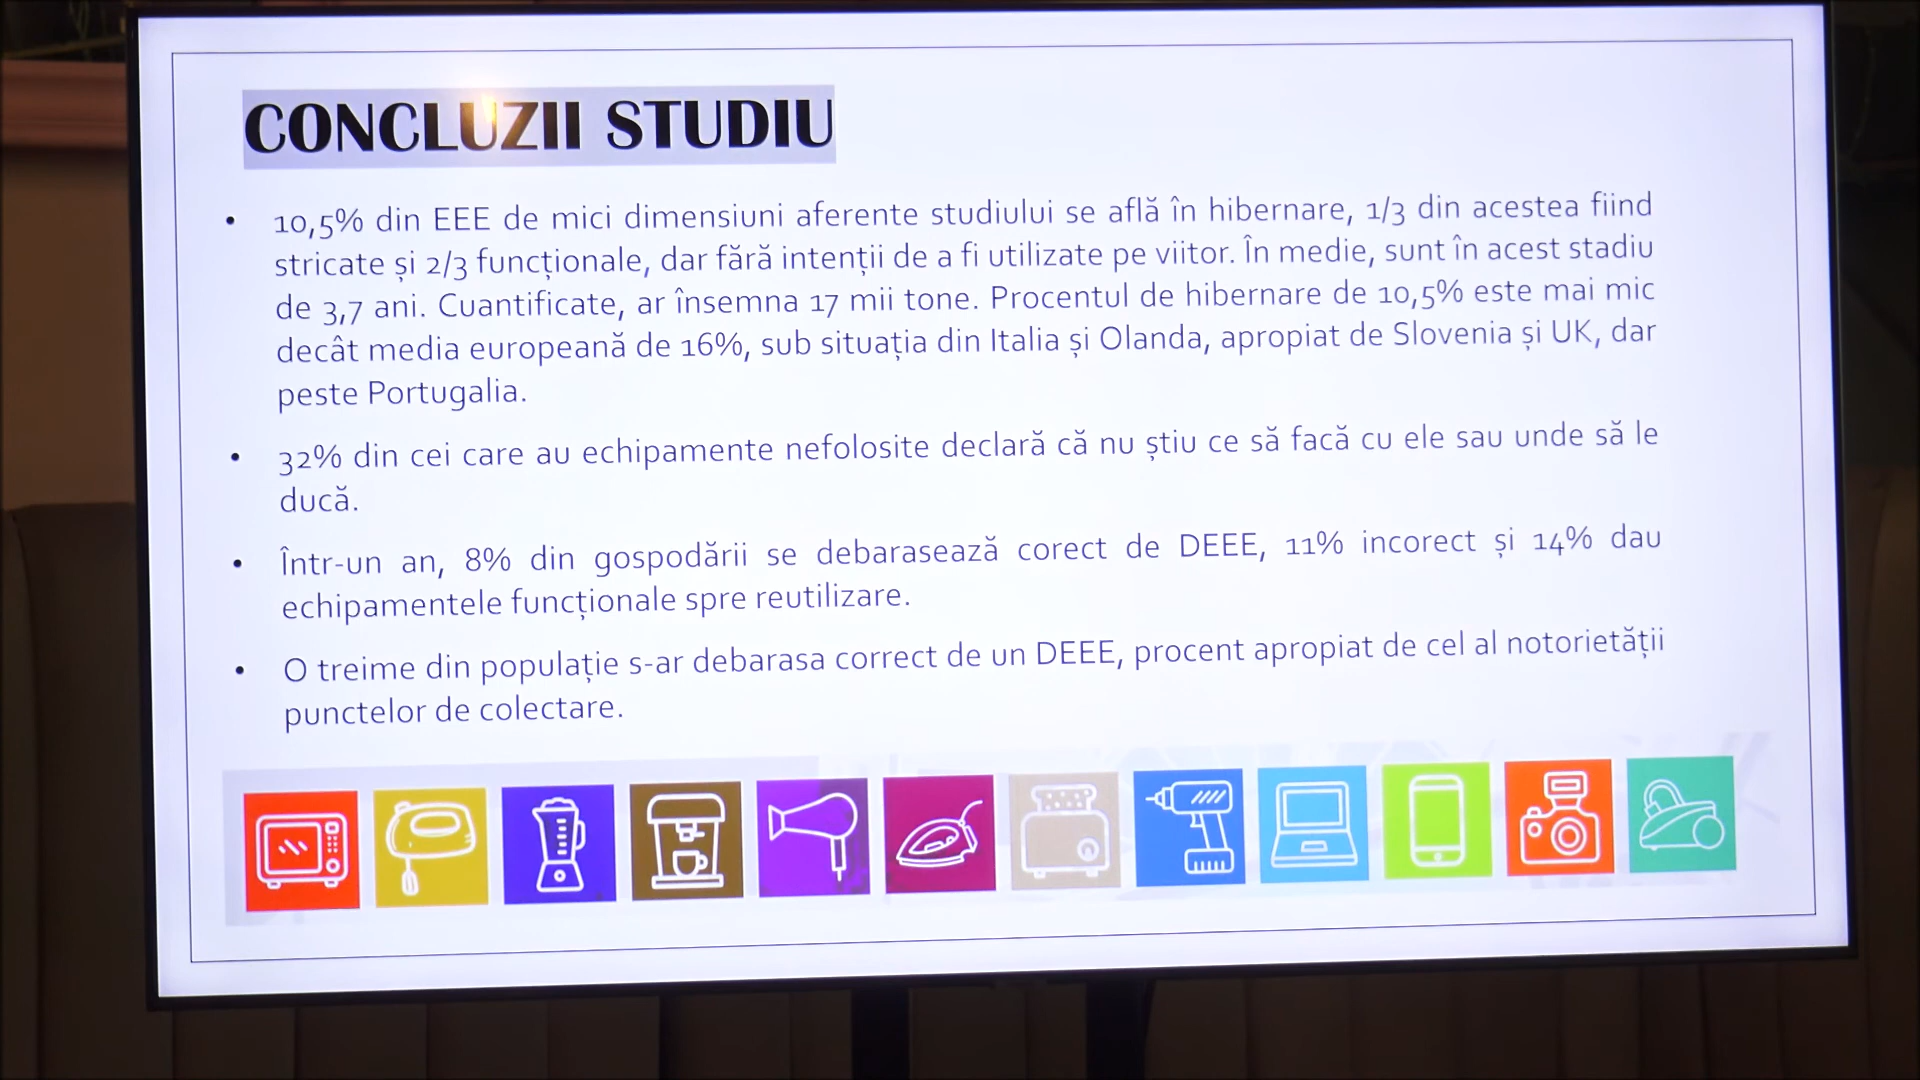 CONCLUZII STUDIU
• 10,5% din EEE de mici dimensiuni aferente studiului se află în hibernare, 1/3 din acestea fiind
stricate și 2/3 funcționale, dar fără intenții de a fi utilizate pe viitor. În medie, sunt în acest stadiu
de 3,7 ani. Cuantificate, ar însemna 17 mii tone. Procentul de hibernare de 10,5% este mai mic
decât media europeană de 16%, sub situația din Italia și Olanda, apropiat de Slovenia și UK, dar
peste Portugalia.
• 32% din cei care au echipamente nefolosite declară că nu știu ce să facă cu ele sau unde să le
ducă.
• Într-un an, 8% din gospodării se debarasează corect de DEEE, 11% incorect și 14% dau
echipamentele funcționale spre reutilizare.
• O treime din populație s-ar debarasa correct de un DEEE, procent apropiat de cel al notorietății
punctelor de colectare.